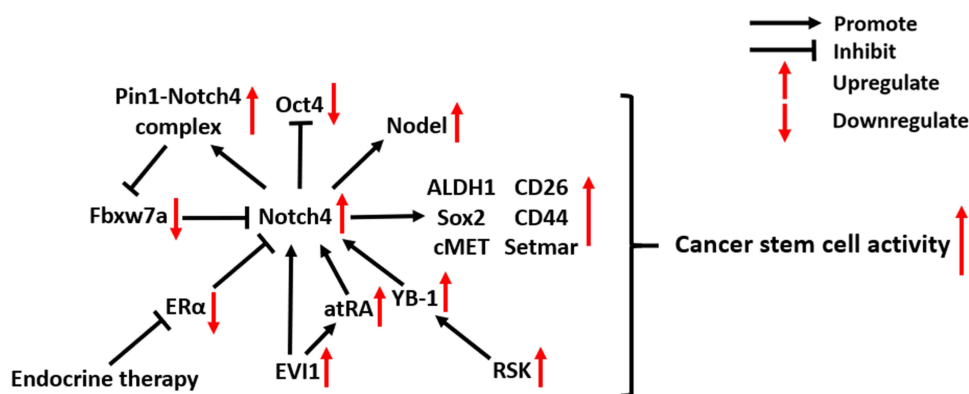 Promote
Inhibit
Upregulate
Downregulate
Pin1-Notch4
complex
Oct4
Nodel
Fbxw7a
Notch4
ALDH1 CD26
Sox2 CD44
cMET Setmar
Cancer stem cell activity
ERα
atRA
YB-1
EVI1
RSK
Endocrine therapy